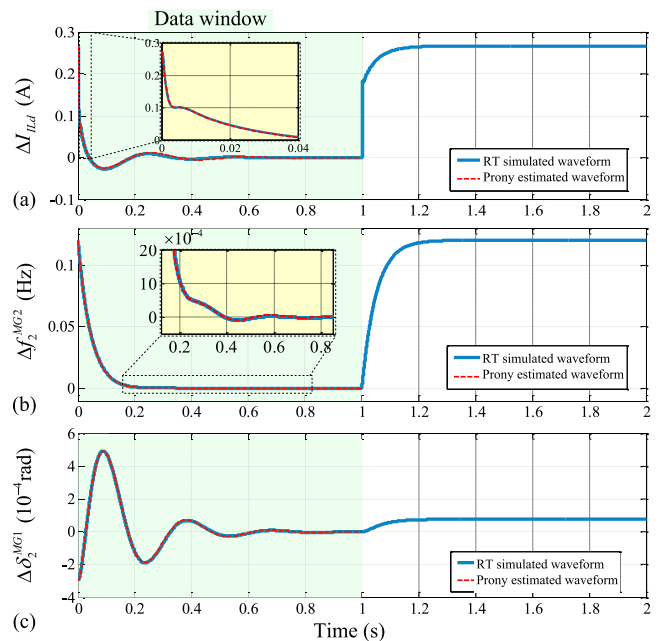 Data window
0.3
0.2
0.1
0
-0.1
ΔI_{ILd} (A)
(a)
0.3
0.2
0.1
0
0 0.02 0.04
RT simulated waveform
Prony estimated waveform
0 0.2 0.4 0.6 0.8 1 1.2 1.4 1.6 1.8 2
0.1
0.05
0
Δf_2^{MG2} (Hz)
(b)
×10^{-4}
20
10
0
0.2 0.4 0.6 0.8
RT simulated waveform
Prony estimated waveform
0 0.2 0.4 0.6 0.8 1 1.2 1.4 1.6 1.8 2
6
4
2
0
-2
-4
Δδ_2^{MG1} (10^{-4}rad)
(c)
RT simulated waveform
Prony estimated waveform
0 0.2 0.4 0.6 0.8 1 1.2 1.4 1.6 1.8 2
Time (s)